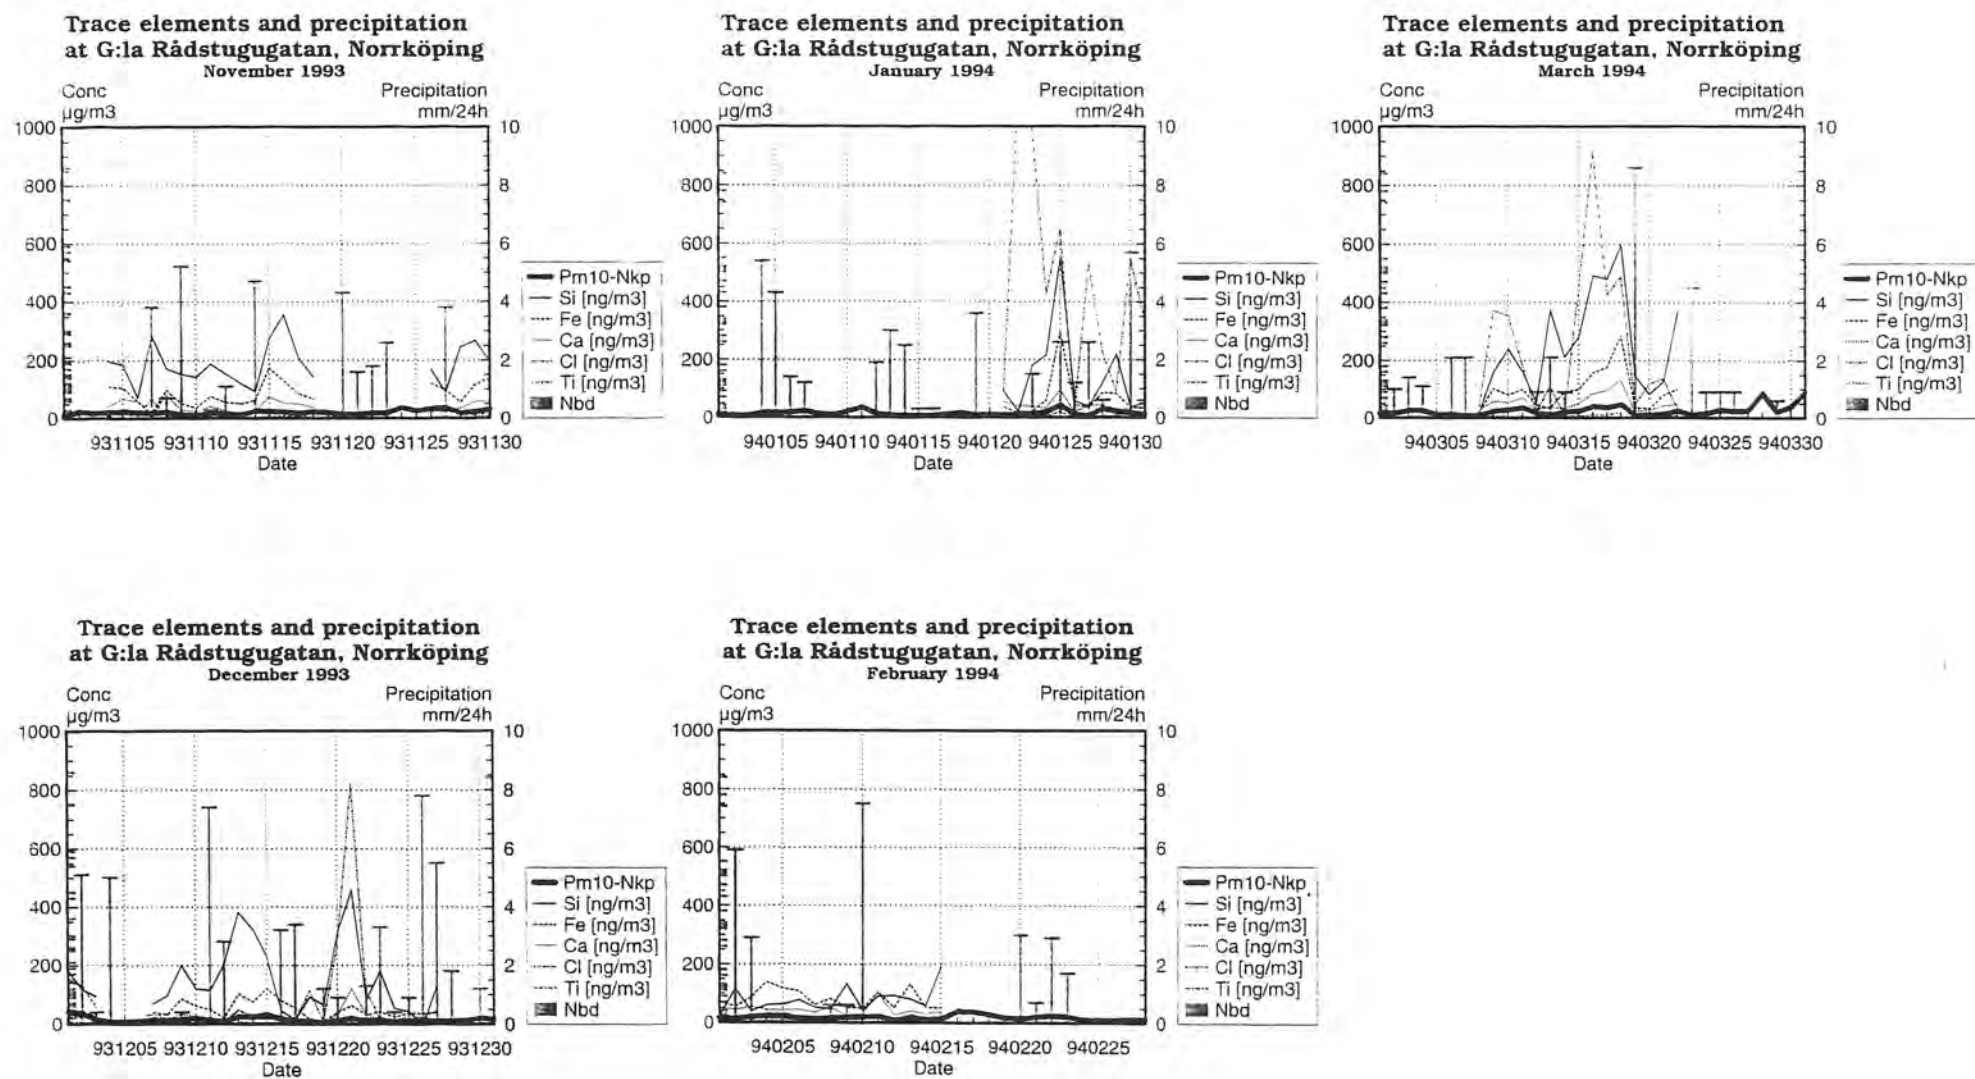 Trace elements and precipitation
at G:la Rådstugugatan, Norrköping
November 1993
Conc
µg/m3
Precipitation
mm/24h
1000
800
600
400
200
0
10
8
6
4
2
0
931105 931110 931115 931120 931125 931130
Date
Pm10-Nkp
Si [ng/m3]
Fe [ng/m3]
Ca [ng/m3]
Cl [ng/m3]
Ti [ng/m3]
Nbd
Trace elements and precipitation
at G:la Rådstugugatan, Norrköping
January 1994
Conc
µg/m3
Precipitation
mm/24h
1000
800
600
400
200
0
10
8
6
4
2
0
940105 940110 940115 940120 940125 940130
Date
Pm10-Nkp
Si [ng/m3]
Fe [ng/m3]
Ca [ng/m3]
Cl [ng/m3]
Ti [ng/m3]
Nbd
Trace elements and precipitation
at G:la Rådstugugatan, Norrköping
March 1994
Conc
µg/m3
Precipitation
mm/24h
1000
800
600
400
200
0
10
8
6
4
2
0
940305 940310 940315 940320 940325 940330
Date
Pm10-Nkp
Si [ng/m3]
Fe [ng/m3]
Ca [ng/m3]
Cl [ng/m3]
Ti [ng/m3]
Nbd
Trace elements and precipitation
at G:la Rådstugugatan, Norrköping
December 1993
Conc
µg/m3
Precipitation
mm/24h
1000
800
600
400
200
0
10
8
6
4
2
0
931205 931210 931215 931220 931225 931230
Date
Pm10-Nkp
Si [ng/m3]
Fe [ng/m3]
Ca [ng/m3]
Cl [ng/m3]
Ti [ng/m3]
Nbd
Trace elements and precipitation
at G:la Rådstugugatan, Norrköping
February 1994
Conc
µg/m3
Precipitation
mm/24h
1000
800
600
400
200
0
10
8
6
4
2
0
940205 940210 940215 940220 940225
Date
Pm10-Nkp
Si [ng/m3]
Fe [ng/m3]
Ca [ng/m3]
Cl [ng/m3]
Ti [ng/m3]
Nbd